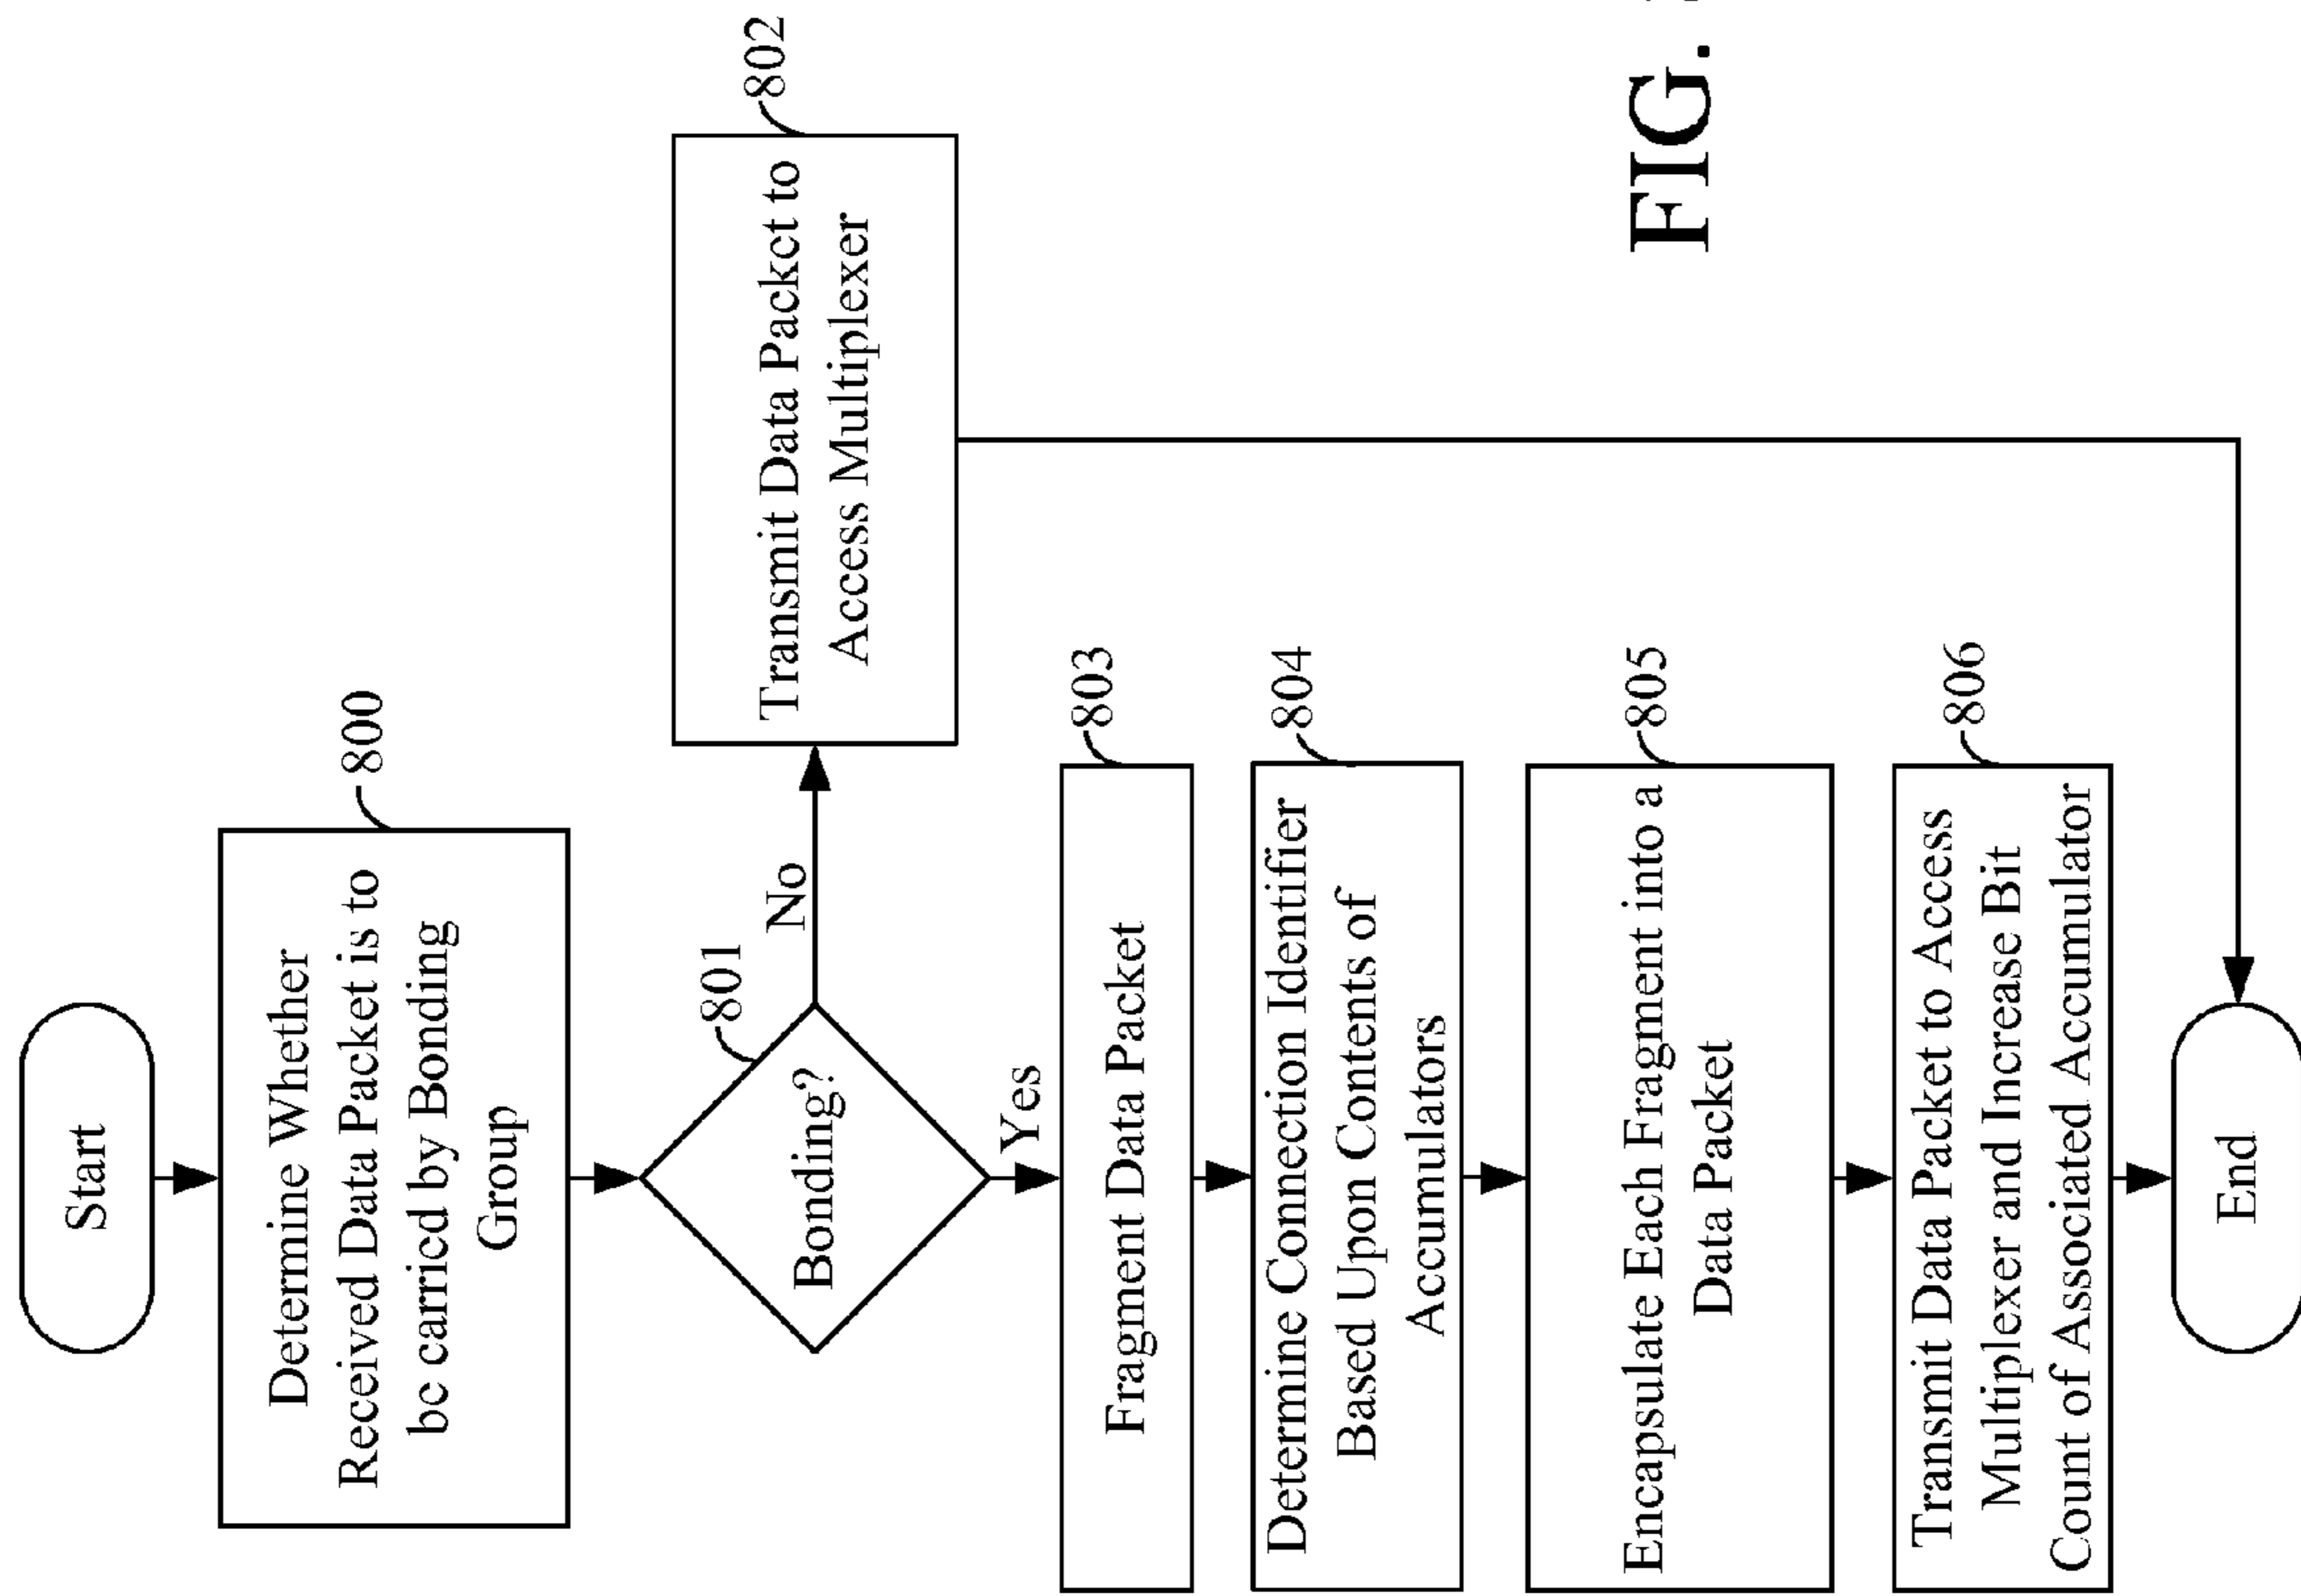 Start
800
Determine Whether
Received Data Packet is to
be carried by Bonding
Group
801
Bonding?
No
802
Transmit Data Packet to
Access Multiplexer
Yes
803
Fragment Data Packet
804
Determine Connection Identifier
Based Upon Contents of
Accumulators
805
Encapsulate Each Fragment into a
Data Packet
806
Transmit Data Packet to Access
Multiplexer and Increase Bit
Count of Associated Accumulator
End
FIG.